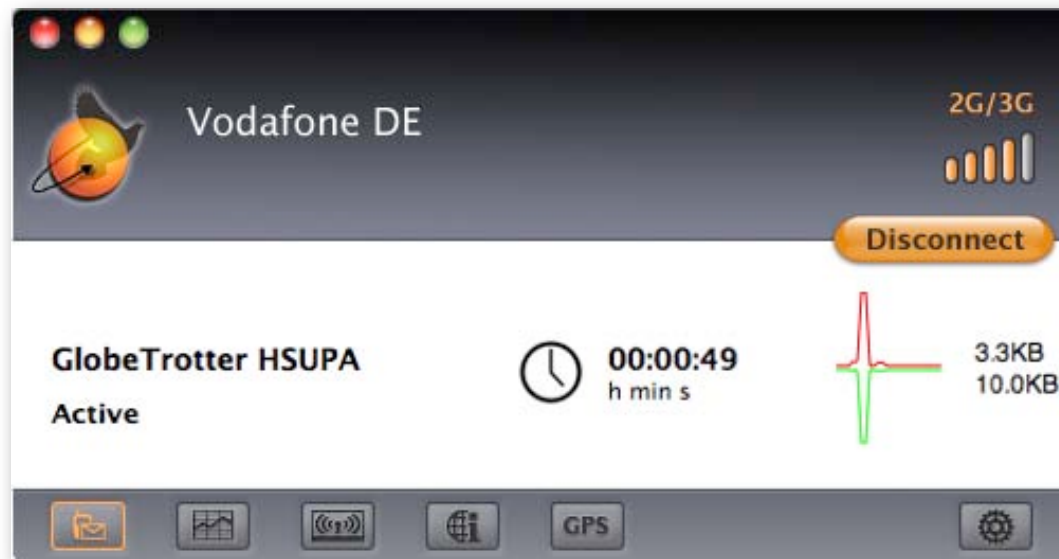 Vodafone DE
2G/3G
Disconnect
GlobeTrotter HSUPA
Active
00:00:49
h min s
3.3KB
10.0KB
GPS